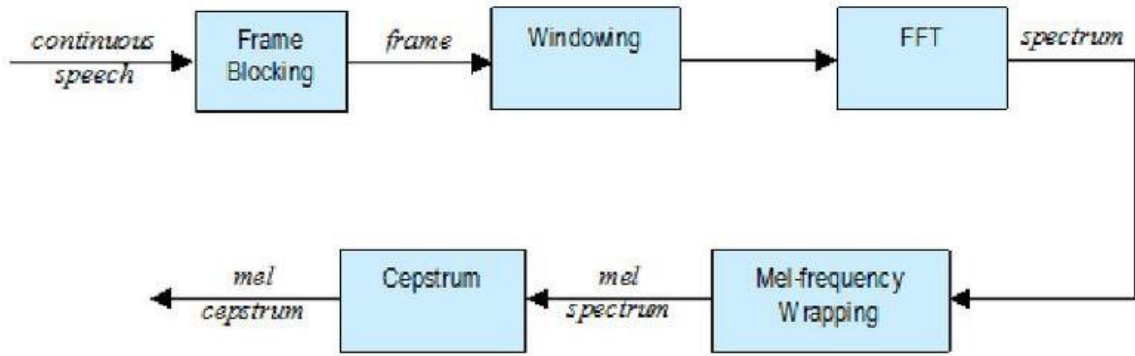 continuous
speech
Frame
Blocking
frame
Windowing
FFT
spectrum
Mel-frequency
Wrapping
mel
spectrum
Cepstrum
mel
cepstrum